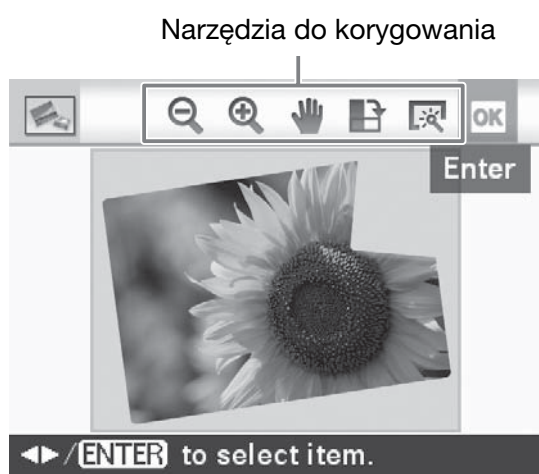 Narzędzia do korygowania
OK
Enter
◄►/ENTER to select item.